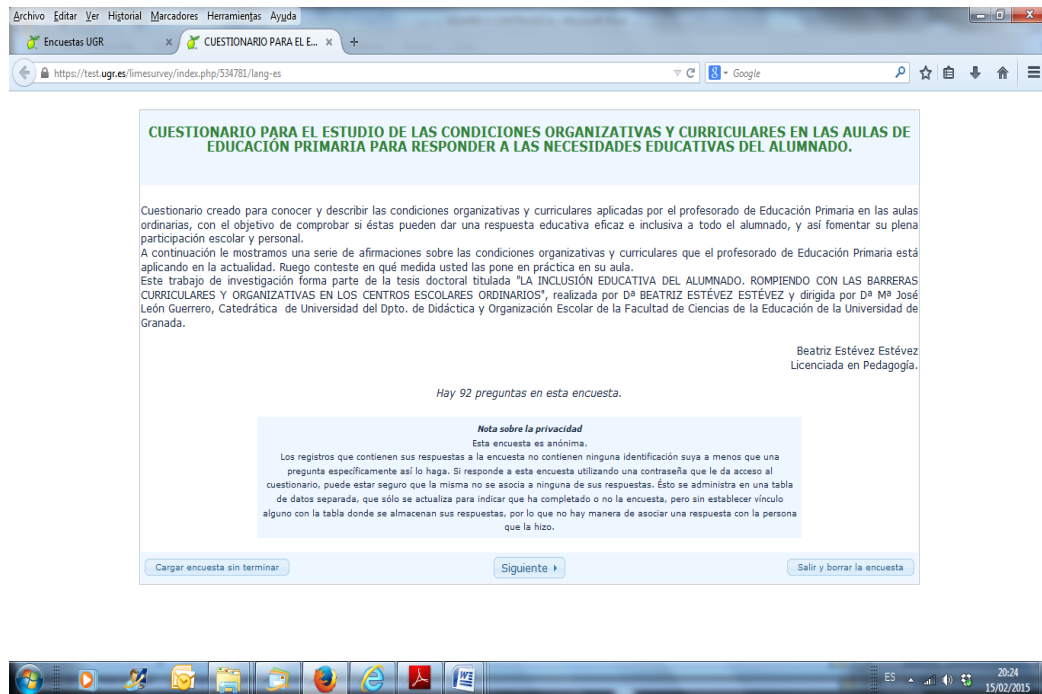 Archivo Editar Ver Historial Marcadores Herramientas Ayuda
Encuestas UGR × CUESTIONARIO PARA EL E... × +
https://test.ugr.es/limesurvey/index.php/534781/lang-es Google
CUESTIONARIO PARA EL ESTUDIO DE LAS CONDICIONES ORGANIZATIVAS Y CURRICULARES EN LAS AULAS DE
EDUCACIÓN PRIMARIA PARA RESPONDER A LAS NECESIDADES EDUCATIVAS DEL ALUMNADO.
Cuestionario creado para conocer y describir las condiciones organizativas y curriculares aplicadas por el profesorado de Educación Primaria en las aulas
ordinarias, con el objetivo de comprobar si éstas pueden dar una respuesta educativa eficaz e inclusiva a todo el alumnado, y así fomentar su plena
participación escolar y personal.
A continuación le mostramos una serie de afirmaciones sobre las condiciones organizativas y curriculares que el profesorado de Educación Primaria está
aplicando en la actualidad. Ruego conteste en qué medida usted las pone en práctica en su aula.
Este trabajo de investigación forma parte de la tesis doctoral titulada "LA INCLUSIÓN EDUCATIVA DEL ALUMNADO. ROMPIENDO CON LAS BARRERAS
CURRICULARES Y ORGANIZATIVAS EN LOS CENTROS ESCOLARES ORDINARIOS", realizada por Dª BEATRIZ ESTÉVEZ ESTÉVEZ y dirigida por Dª Mª José
León Guerrero, Catedrática de Universidad del Dpto. de Didáctica y Organización Escolar de la Facultad de Ciencias de la Educación de la Universidad de
Granada.
Beatriz Estévez Estévez
Licenciada en Pedagogía.
Hay 92 preguntas en esta encuesta.
Nota sobre la privacidad
Esta encuesta es anónima.
Los registros que contienen sus respuestas a la encuesta no contienen ninguna identificación suya a menos que una
pregunta específicamente así lo haga. Si responde a esta encuesta utilizando una contraseña que le da acceso al
cuestionario, puede estar seguro que la misma no se asocia a ninguna de sus respuestas. Ésto se administra en una tabla
de datos separada, que sólo se actualiza para indicar que ha completado o no la encuesta, pero sin establecer vínculo
alguno con la tabla donde se almacenan sus respuestas, por lo que no hay manera de asociar una respuesta con la persona
que la hizo.
Cargar encuesta sin terminar Siguiente Salir y borrar la encuesta
ES 20:24
15/02/2015